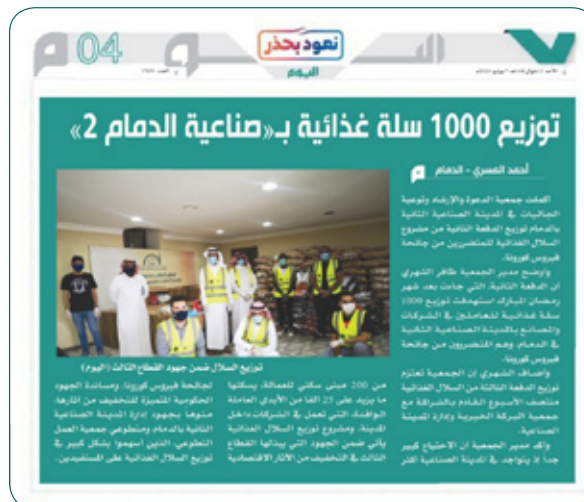 04
نعود بحذر
اليوم
توزيع 1000 سلة غذائية بـ«صناعية الدمام 2»
أحمد المسري - الدمام
أكملت جمعية الدعوة والإرشاد وتوعية
الجاليات في المدينة الصناعية الثانية
بالدمام توزيع الدفعة الثانية من مشروع
السلال الغذائية للمتضررين من جائحة
فيروس كورونا.
وأوضح مدير الجمعية ظافر الشهري
أن الدفعة الثانية، التي جاءت بعد شهر
رمضان المبارك استهدفت توزيع 1000
سلة غذائية للعاملين في الشركات
والمصانع بالمدينة الصناعية الثانية
في الدمام، وهم المتضررون من جائحة
فيروس كورونا.
وأضاف الشهري إن الجمعية تعتزم
توزيع الدفعة الثالثة من السلال الغذائية
منتصف الأسبوع القادم بالشراكة مع
جمعية البركة الخيرية وإدارة المدينة
الصناعية.
وأكد مدير الجمعية أن الاحتياج كبير
جدا إذ يتواجد في المدينة الصناعية أكثر
توزيع السلال ضمن جهود القطاع الثالث (اليوم)
من 200 مبنى سكني للعمالة، يسكنها
ما يزيد على 25 ألفا من الأيدي العاملة
الوافدة، التي تعمل في الشركات داخل
المدينة، ومشروع توزيع السلال الغذائية
يأتي ضمن الجهود التي يبذلها القطاع
الثالث في التخفيف من الآثار الاقتصادية
لجائحة فيروس كورونا، ومساندة الجهود
الحكومية المتميزة للتخفيف من آثارها،
منوها بجهود إدارة المدينة الصناعية
الثانية بالدمام ومتطوعي جمعية العمل
التطوعي، الذين أسهموا بشكل كبير في
توزيع السلال الغذائية على المستفيدين.